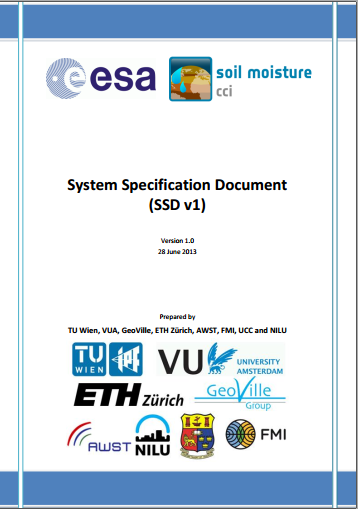 esa
soil moisture
cci
System Specification Document
(SSD v1)
Version 1.0
28 June 2013
Prepared by
TU Wien, VUA, GeoVille, ETH Zürich, AWST, FMI, UCC and NILU
TU
WIEN
IPF
VU
UNIVERSITY
AMSTERDAM
ETH Zürich
GeoVille
Group
AWST
NILU
FMI